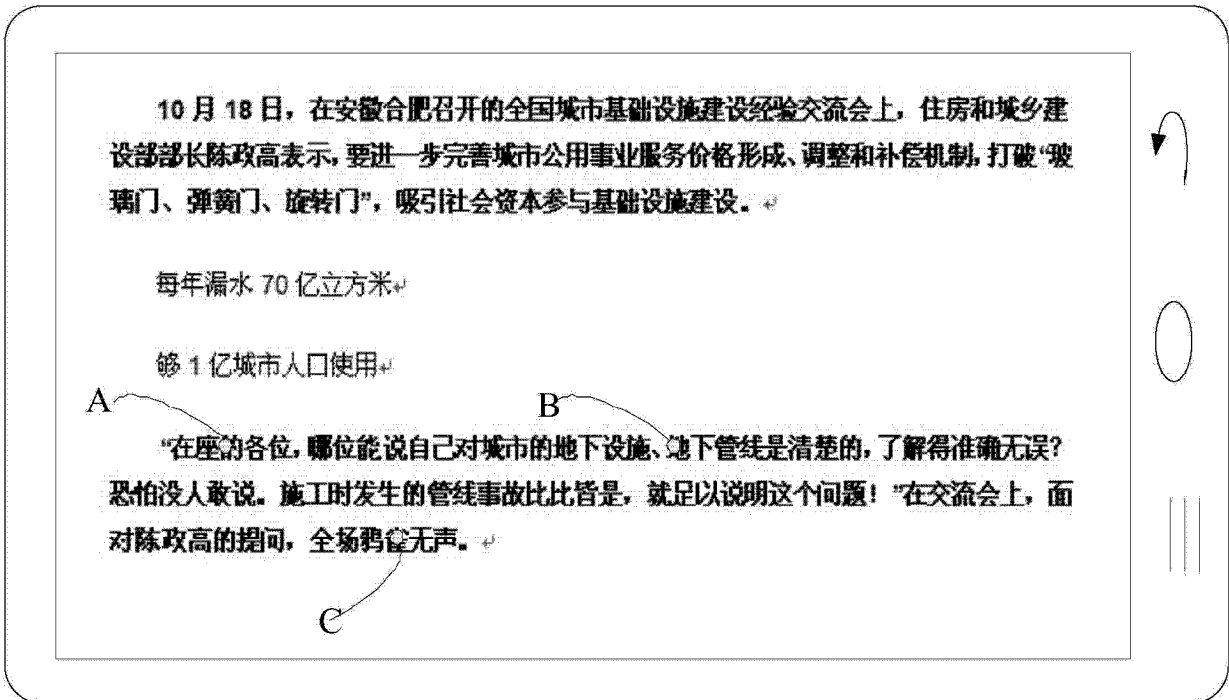 10 月 18 日，在安徽合肥召开的全国城市基础设施建设经验交流会上，住房和城乡建
设部部长陈政高表示，要进一步完善城市公用事业服务价格形成、调整和补偿机制，打破“玻
璃门、弹簧门、旋转门”，吸引社会资本参与基础设施建设。
每年漏水 70 亿立方米
够 1 亿城市人口使用
A
B
“在座的各位，哪位能说自己对城市的地下设施、地下管线是清楚的，了解得准确无误？
恐怕没人敢说。施工时发生的管线事故比比皆是，就足以说明这个问题！”在交流会上，面
对陈政高的提问，全场鸦雀无声。
C